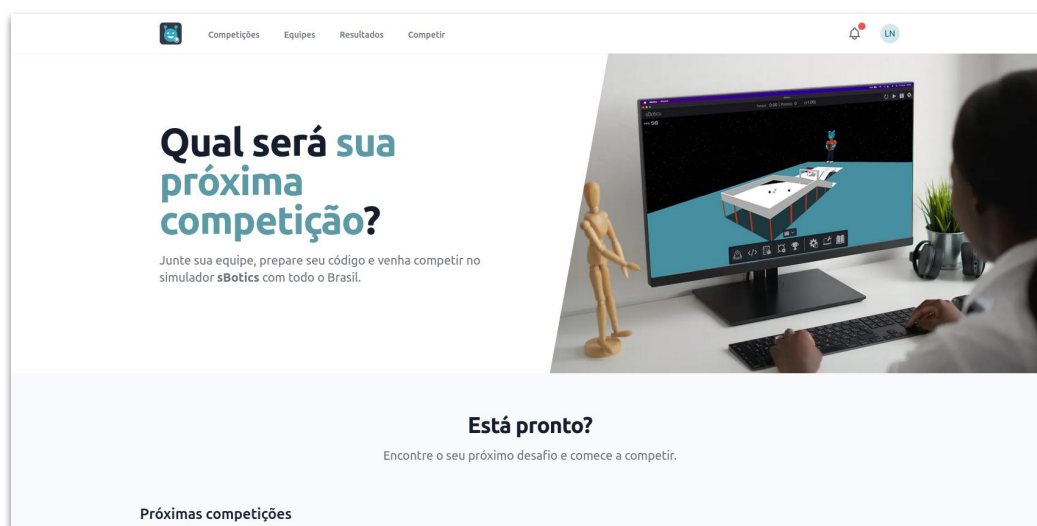 Competições
Equipes
Resultados
Competir
LN
Qual será sua
próxima
competição?
Junte sua equipe, prepare seu código e venha competir no
simulador sBotics com todo o Brasil.
Está pronto?
Encontre o seu próximo desafio e comece a competir.
Próximas competições